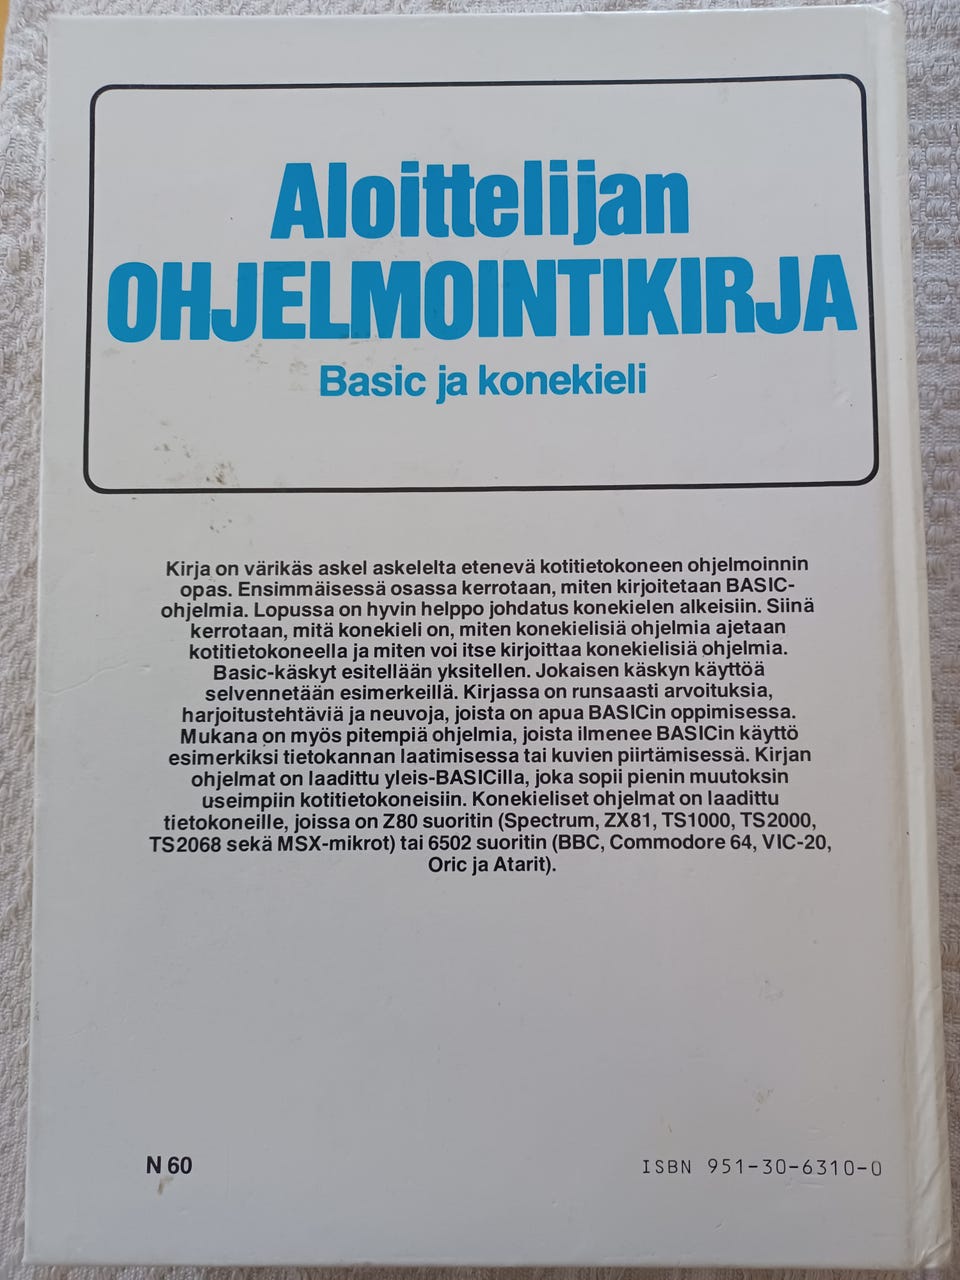 Aloittelijan
OHJELMOINTIKIRJA
Basic ja konekieli
Kirja on värikäs askel askelelta etenevä kotitietokoneen ohjelmoinnin
opas. Ensimmäisessä osassa kerrotaan, miten kirjoitetaan BASIC-
ohjelmia. Lopussa on hyvin helppo johdatus konekielen alkeisiin. Siinä
kerrotaan, mitä konekieli on, miten konekielisiä ohjelmia ajetaan
kotitietokoneella ja miten voi itse kirjoittaa konekielisiä ohjelmia.
Basic-käskyt esitellään yksitellen. Jokaisen käskyn käyttöä
selvennetään esimerkeillä. Kirjassa on runsaasti arvoituksia,
harjoitustehtäviä ja neuvoja, joista on apua BASICin oppimisessa.
Mukana on myös pitempiä ohjelmia, joista ilmenee BASICin käyttö
esimerkiksi tietokannan laatimisessa tai kuvien piirtämisessä. Kirjan
ohjelmat on laadittu yleis-BASICilla, joka sopii pienin muutoksin
useimpiin kotitietokoneisiin. Konekieliset ohjelmat on laadittu
tietokoneille, joissa on Z80 suoritin (Spectrum, ZX81, TS1000, TS2000,
TS2068 sekä MSX-mikrot) tai 6502 suoritin (BBC, Commodore 64, VIC-20,
Oric ja Atarit).
N 60
ISBN 951-30-6310-0